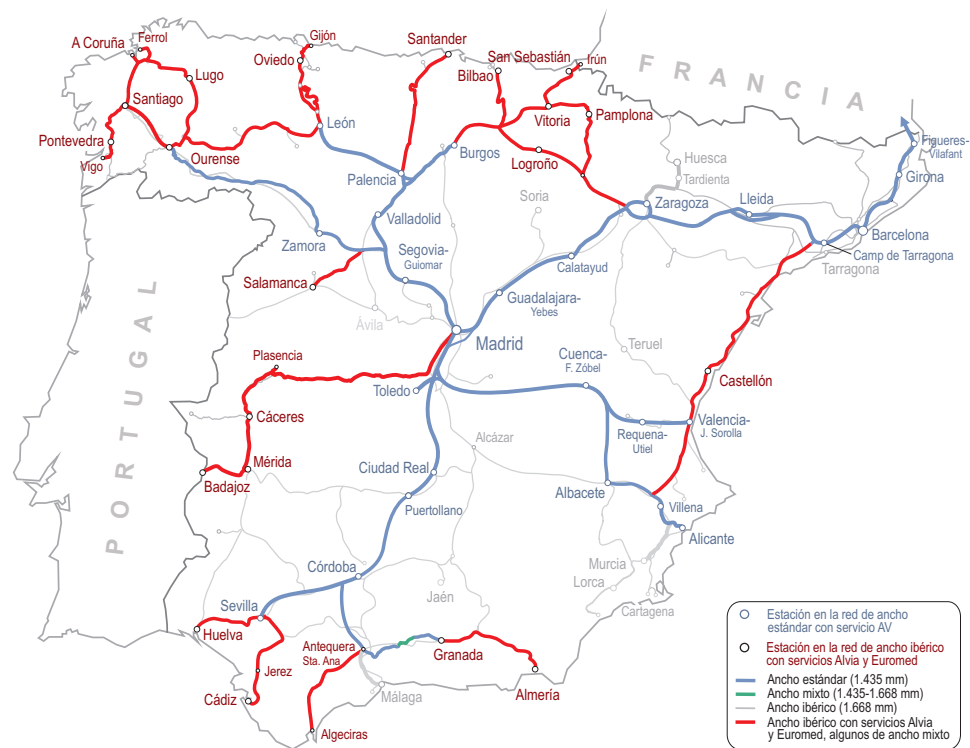 Ferrol
A Coruña
Gijón
Oviedo
Santander
San Sebastián
Irún
Bilbao
FRANCIA
Lugo
Santiago
León
Vitoria
Pamplona
Pontevedra
Vigo
Ourense
Burgos
Logroño
Palencia
Huesca
Tardienta
Figueres-
Vilafant
Girona
Soria
Zaragoza
Lleida
Valladolid
Zamora
Segovia-
Guiomar
Calatayud
Barcelona
Camp de Tarragona
Tarragona
Salamanca
Guadalajara-
Yebes
Ávila
Madrid
Teruel
PORTUGAL
Plasencia
Toledo
Cuenca-
F. Zóbel
Castellón
Cáceres
Requena-
Utiel
Valencia-
J. Sorolla
Alcázar
Mérida
Badajoz
Ciudad Real
Albacete
Puertollano
Villena
Alicante
Murcia
Lorca
Cartagena
Córdoba
Jaén
Sevilla
Huelva
Antequera
Sta. Ana
Granada
Jerez
Cádiz
Málaga
Almería
Algeciras
Estación en la red de ancho
estándar con servicio AV
Estación en la red de ancho ibérico
con servicios Alvia y Euromed
Ancho estándar (1.435 mm)
Ancho mixto (1.435-1.668 mm)
Ancho ibérico (1.668 mm)
Ancho ibérico con servicios Alvia
y Euromed, algunos de ancho mixto